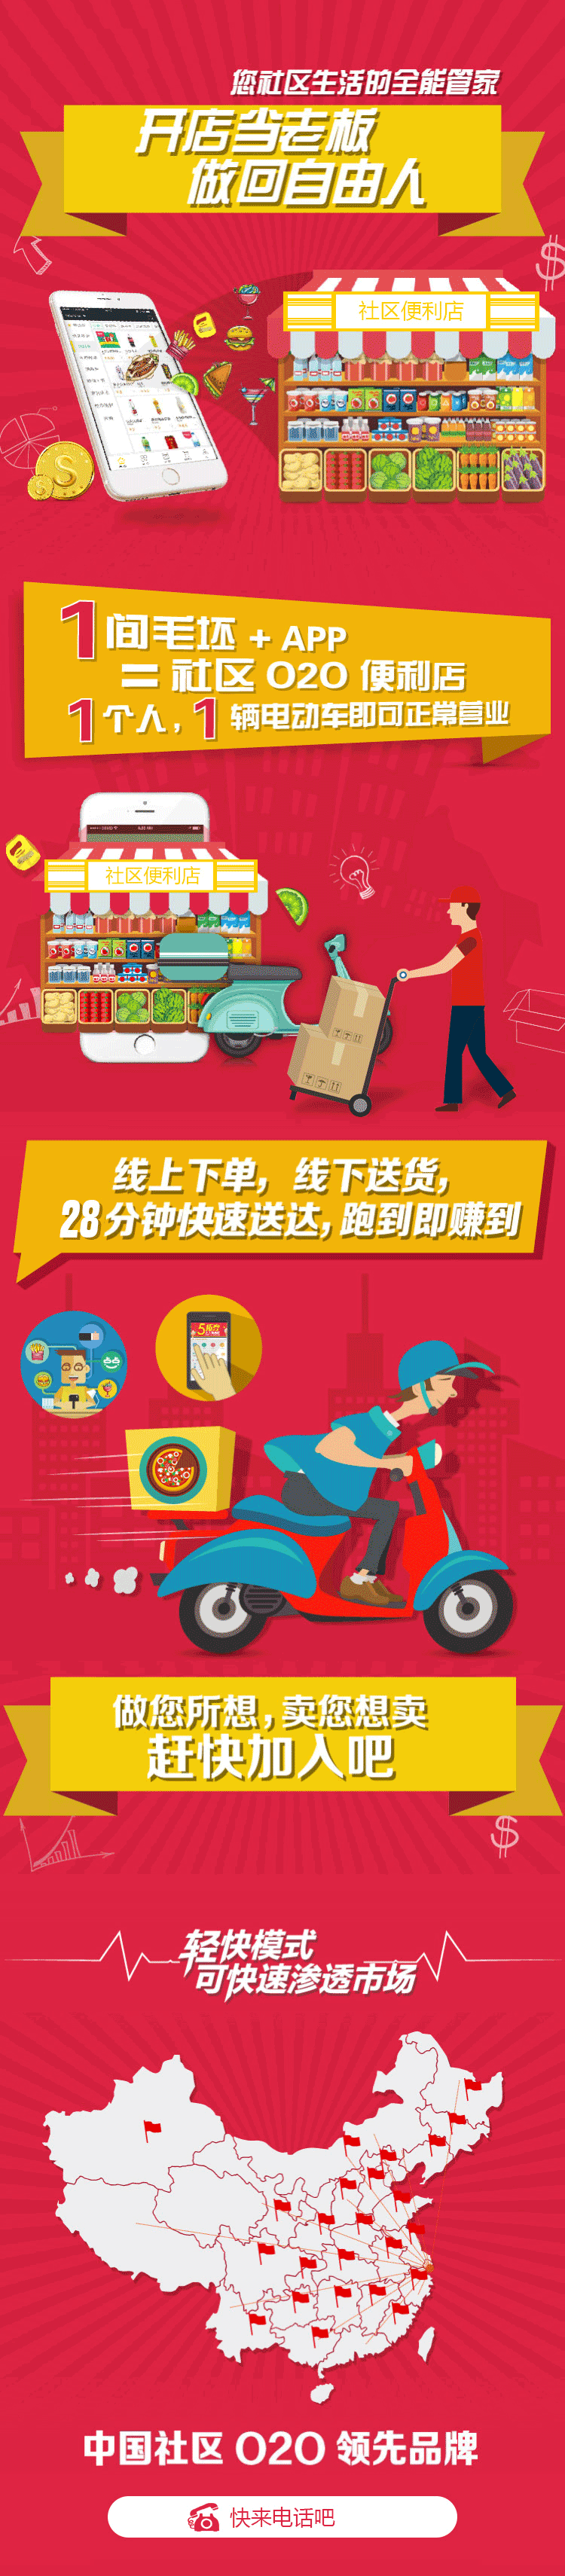 您社区生活的全能管家
开店当老板
做回自由人
社区便利店
1间毛坯 + APP
= 社区 O2O 便利店
1个人, 1 辆电动车即可正常营业
社区便利店
线上下单, 线下送货,
28分钟快速送达, 跑到即赚到
做您所想, 卖您想卖
赶快加入吧
轻快模式
可快速渗透市场
中国社区 O2O 领先品牌
快来电话吧